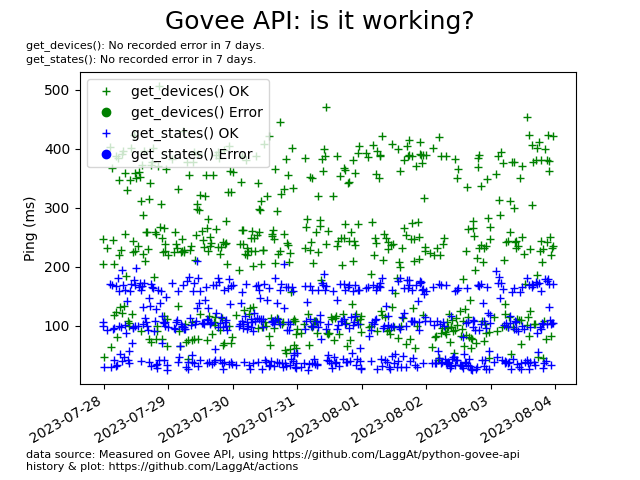 Govee API: is it working?
get_devices(): No recorded error in 7 days.
get_states(): No recorded error in 7 days.
get_devices() OK
get_devices() Error
get_states() OK
get_states() Error
500
400
300
200
100
Ping (ms)
2023-07-28
2023-07-29
2023-07-30
2023-07-31
2023-08-01
2023-08-02
2023-08-03
2023-08-04
data source: Measured on Govee API, using https://github.com/LaggAt/python-govee-api
history & plot: https://github.com/LaggAt/actions